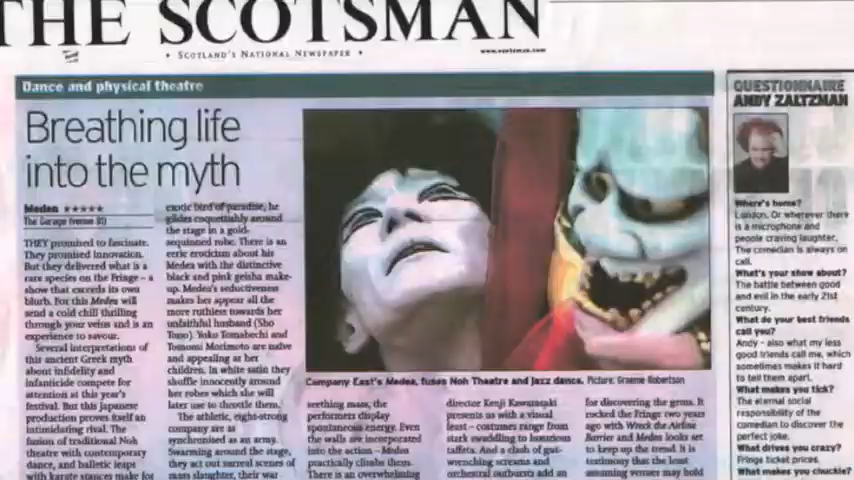 THE SCOTSMAN
• SCOTLAND'S NATIONAL NEWSPAPER •
www.scotsman.com
Dance and physical theatre
Breathing life
into the myth
Medea ★★★★★
The Garage (venue 81)
THEY promised to fascinate.
They promised innovation.
But they delivered what is a
rare species on the Fringe – a
show that exceeds its own
blurb. For this Medea will
send a cold chill thrilling
through your veins and is an
experience to savour.
Several interpretations of
this ancient Greek myth
about infidelity and
infanticide compete for
attention at this year's
festival. But this Japanese
production proves itself an
intimidating rival. The
fusion of traditional Noh
theatre with contemporary
dance, and balletic leaps
with karate stances make for
exotic bird of paradise, he
glides coquettishly around
the stage in a gold-
sequinned robe. There is an
eerie eroticism about his
Medea with the distinctive
black and pink geisha make-
up. Medea's seductiveness
makes her appear all the
more ruthless towards her
unfaithful husband (Sho
Tono). Yoko Tomabechi and
Tomomi Morimoto are naive
and appealing as her
children. In white satin they
shuffle innocently around
her robes which she will
later use to throttle them.
The athletic, eight-strong
company are as
synchronised as an army.
Swarming around the stage,
they act out surreal scenes of
mass slaughter, their war
Company East's Medea, fuses Noh Theatre and jazz dance. Picture: Graeme Robertson
seething mass, the
performers display
spontaneous energy. Even
the walls are incorporated
into the action – Medea
practically climbs them.
There is an overwhelming
director Kenji Kawasaki
presents us with a visual
feast – costumes range from
stark swaddling to luxurious
taffeta. And a clash of gut-
wrenching screams and
orchestral outbursts add an
for discovering the gems. It
rocked the Fringe two years
ago with Wreck the Airline
Barrier and Medea looks set
to keep up the trend. It is
testimony that the least
assuming venues may hold
QUESTIONNAIRE
ANDY ZALTZMAN
Where's home?
London. Or wherever there
is a microphone and
people craving laughter.
The comedian is always on
call.
What's your show about?
The battle between good
and evil in the early 21st
century.
What do your best friends
call you?
Andy – also what my less
good friends call me, which
sometimes makes it hard
to tell them apart.
What makes you tick?
The eternal social
responsibility of the
comedian to discover the
perfect joke.
What drives you crazy?
Fringe ticket prices.
What makes you chuckle?